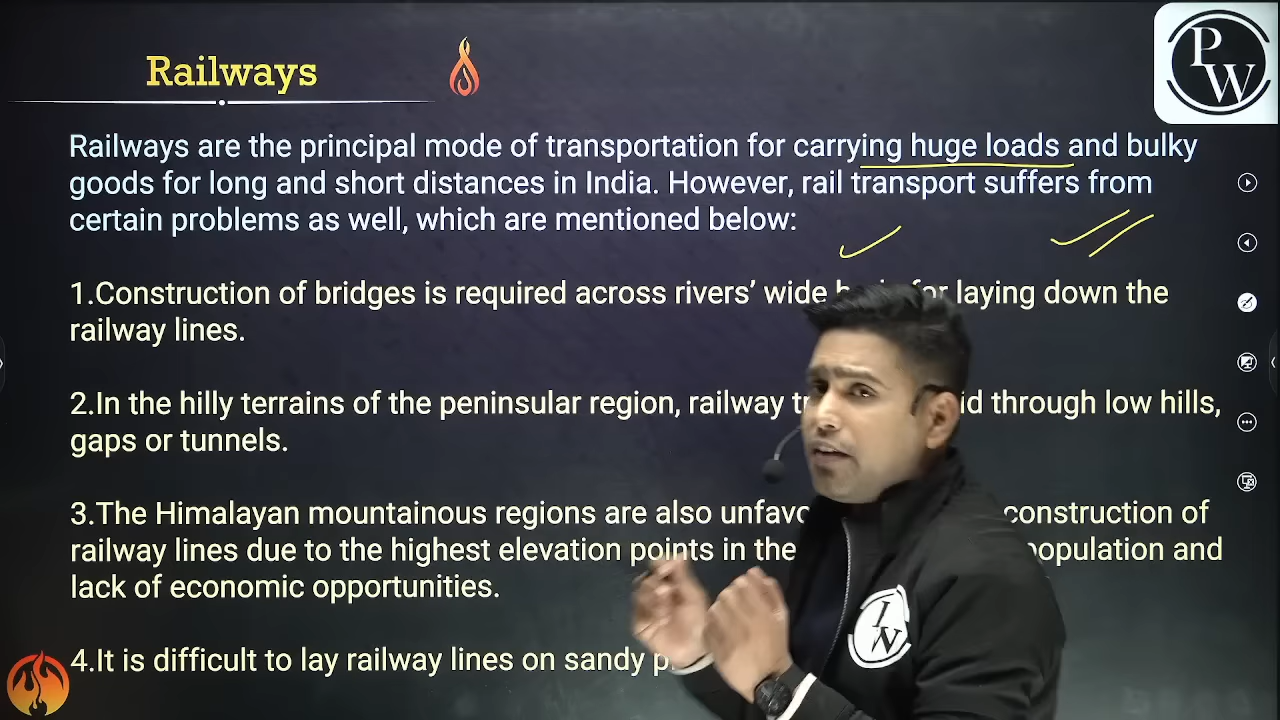 Railways
PW
Railways are the principal mode of transportation for carrying huge loads and bulky
goods for long and short distances in India. However, rail transport suffers from
certain problems as well, which are mentioned below:
1.Construction of bridges is required across rivers’ wide for laying down the
railway lines.
2.In the hilly terrains of the peninsular region, railway through low hills,
gaps or tunnels.
3.The Himalayan mountainous regions are also construction of
railway lines due to the highest elevation points in the population and
lack of economic opportunities.
4.It is difficult to lay railway lines on sandy